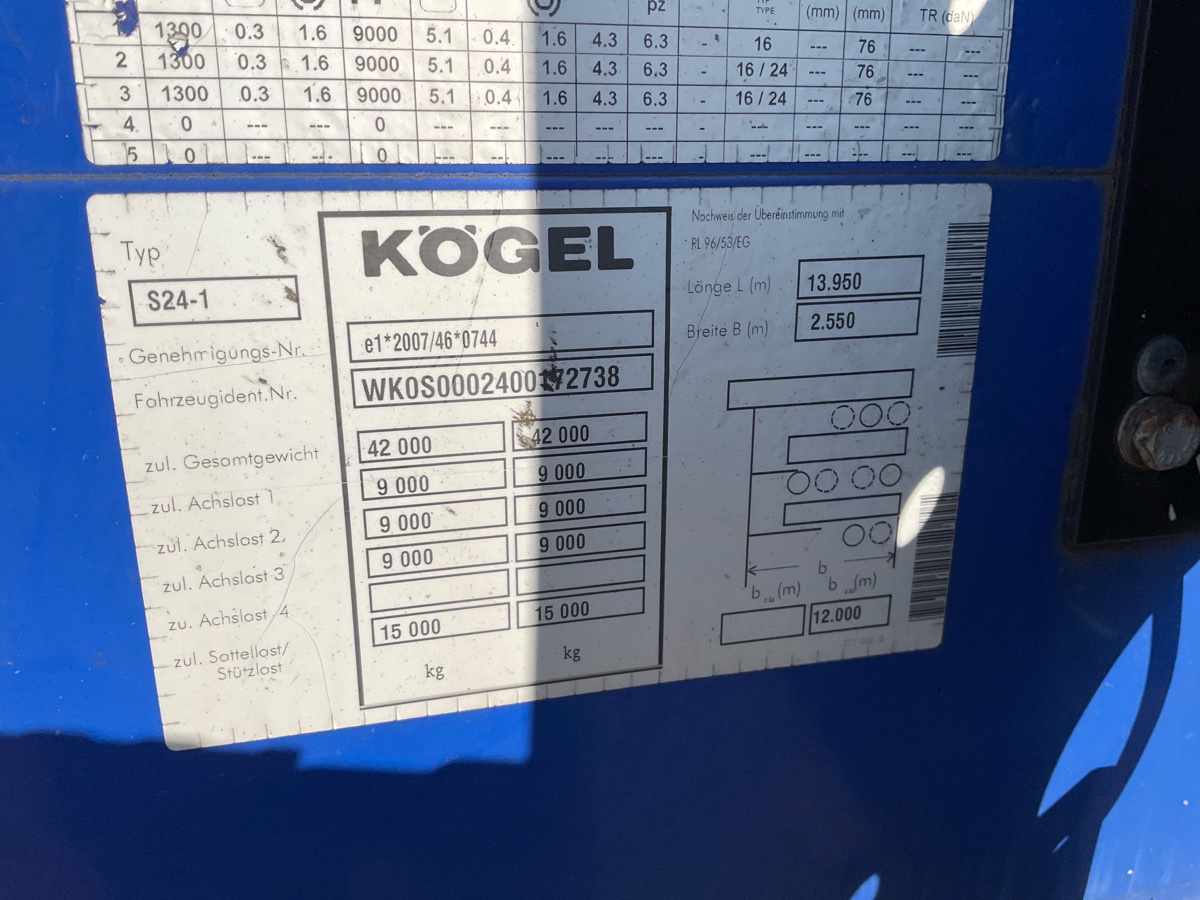 pz TYPE (mm) (mm) TR (daN)
1300 0.3 1.6 9000 5.1 0.4 1.6 4.3 6.3 - 16 --- 76 --- ---
2 1300 0.3 1.6 9000 5.1 0.4 1.6 4.3 6.3 - 16 / 24 --- 76 --- ---
3 1300 0.3 1.6 9000 5.1 0.4 1.6 4.3 6.3 - 16 / 24 --- 76 --- ---
4 0 --- --- 0 --- --- --- --- --- - --- --- --- --- ---
5 0 --- --- 0 --- --- --- --- --- - --- --- --- --- ---
KÖGEL
Typ
S24-1
Genehmigungs-Nr. e1*2007/46*0744
Fahrzeugident.Nr. WK0S0002400172738
zul. Gesamtgewicht 42 000 42 000
zul. Achslast 1 9 000 9 000
zul. Achslast 2 9 000 9 000
zul. Achslast 3 9 000 9 000
zu. Achslast 4
zul. Sattellast/ 15 000 15 000
Stützlast
kg kg
Nachweis der Übereinstimmung mit
RL 96/53/EG
Länge L (m) 13.950
Breite B (m) 2.550
b
b (m) b (m)
12.000